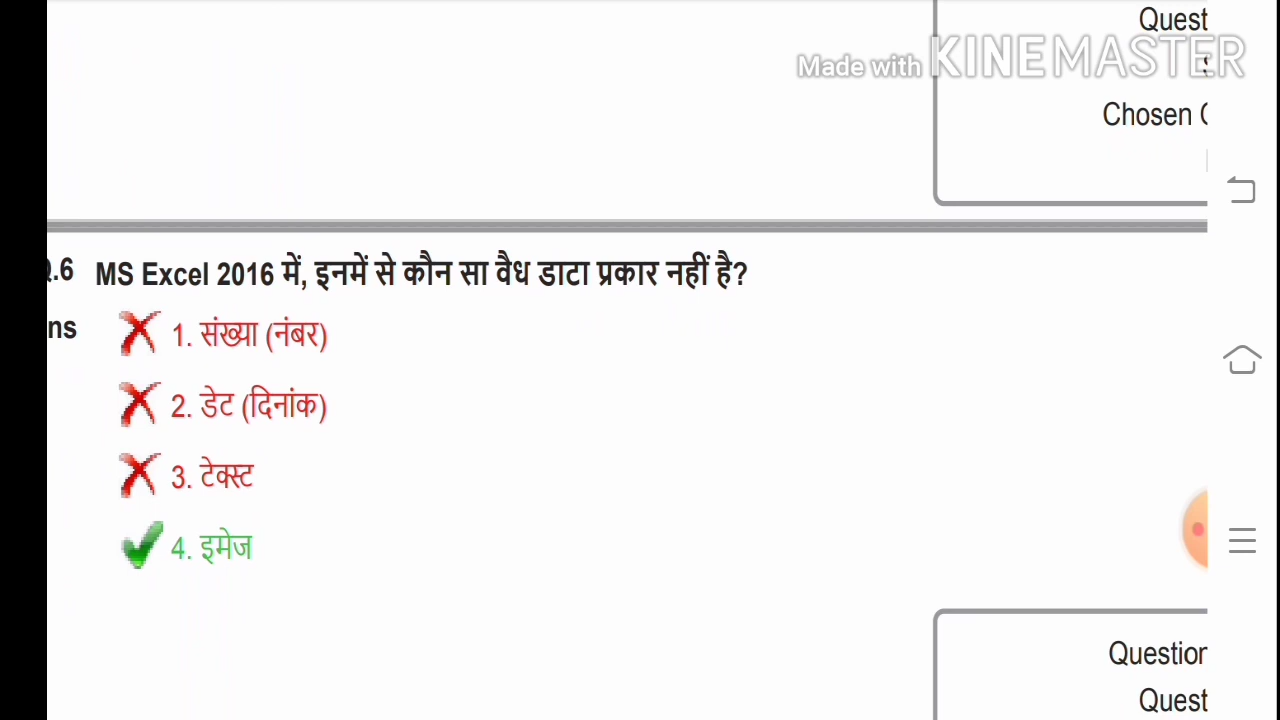 Quest
Made with KINEMASTER
Chosen
.6 MS Excel 2016 में, इनमें से कौन सा वैध डाटा प्रकार नहीं है?
ns
1. संख्या (नंबर)
2. डेट (दिनांक)
3. टेक्स्ट
4. इमेज
Question
Quest